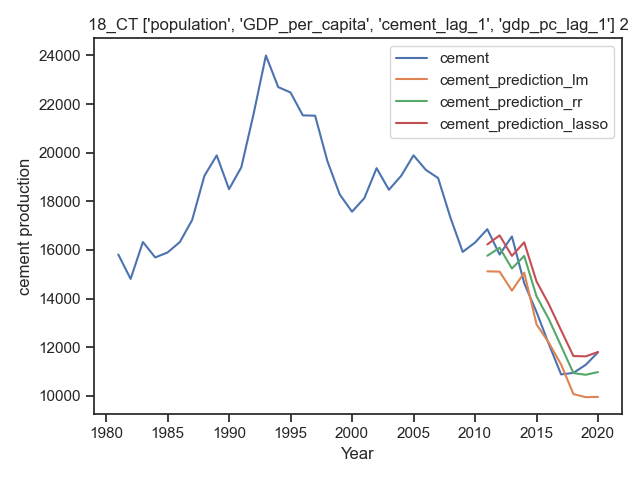 18_CT ['population', 'GDP_per_capita', 'cement_lag_1', 'gdp_pc_lag_1'] 2
cement
cement_prediction_lm
cement_prediction_rr
cement_prediction_lasso
cement production
24000
22000
20000
18000
16000
14000
12000
10000
1980 1985 1990 1995 2000 2005 2010 2015 2020
Year